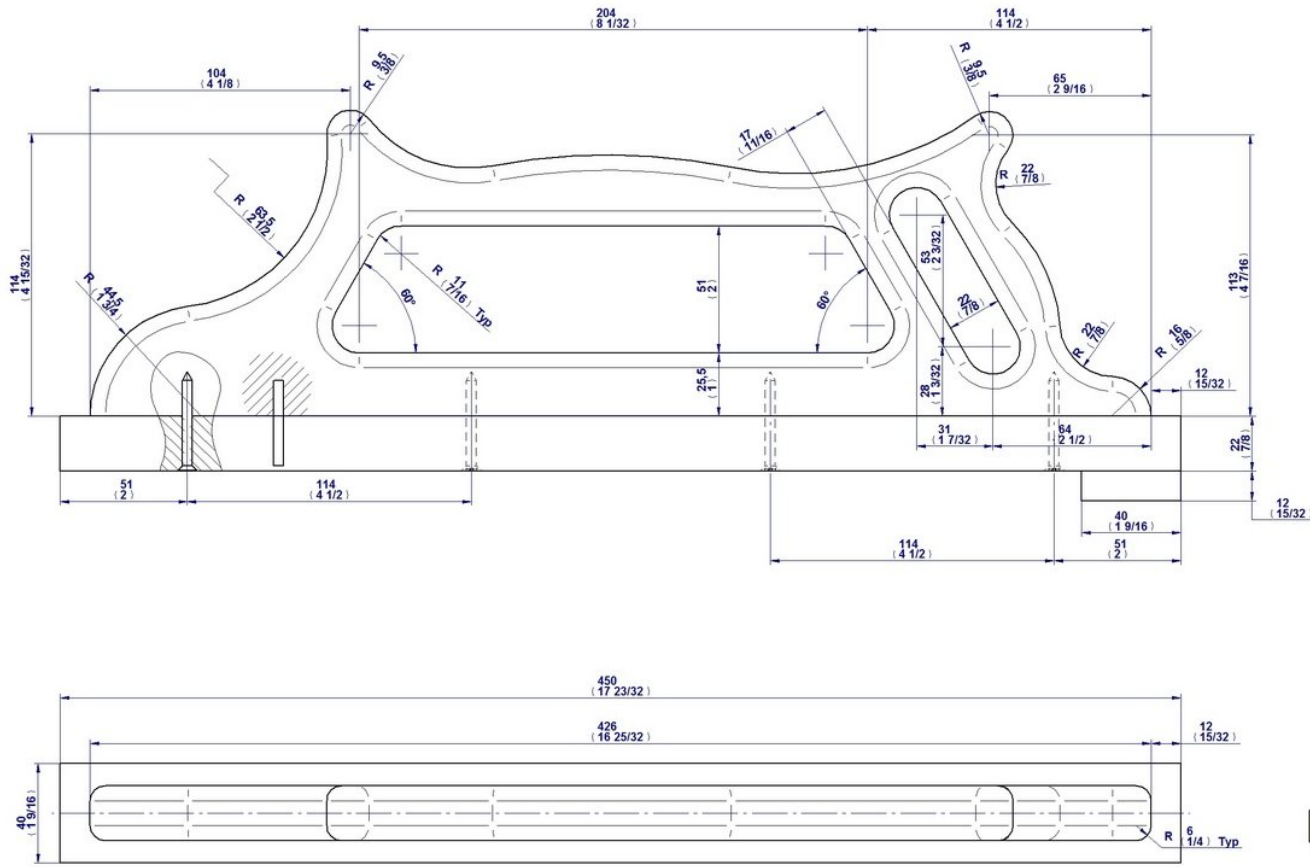 204
( 8 1/32 )
114
( 4 1/2 )
R 9,5
( 3/8 )
R 9,5
( 3/8 )
104
( 4 1/8 )
65
( 2 9/16 )
17
( 11/16 )
R 22
( 7/8 )
R 63,5
( 2 1/2 )
114
( 4 15/32 )
R 44,5
( 1 3/4 )
R 11
( 7/16 ) Typ
60°
51
( 2 )
60°
53
( 2 3/32 )
22
( 7/8 )
113
( 4 7/16 )
R 22
( 7/8 )
R 16
( 5/8 )
25,5
( 1 )
28
( 1 3/32 )
12
( 15/32 )
31
( 1 7/32 )
64
2 1/2 )
22
( 7/8 )
51
( 2 )
114
( 4 1/2 )
12
( 15/32 )
40
( 1 9/16 )
114
( 4 1/2 )
51
( 2 )
450
( 17 23/32 )
426
( 16 25/32 )
12
( 15/32 )
40
( 1 9/16 )
R 6
( 1/4 ) Typ